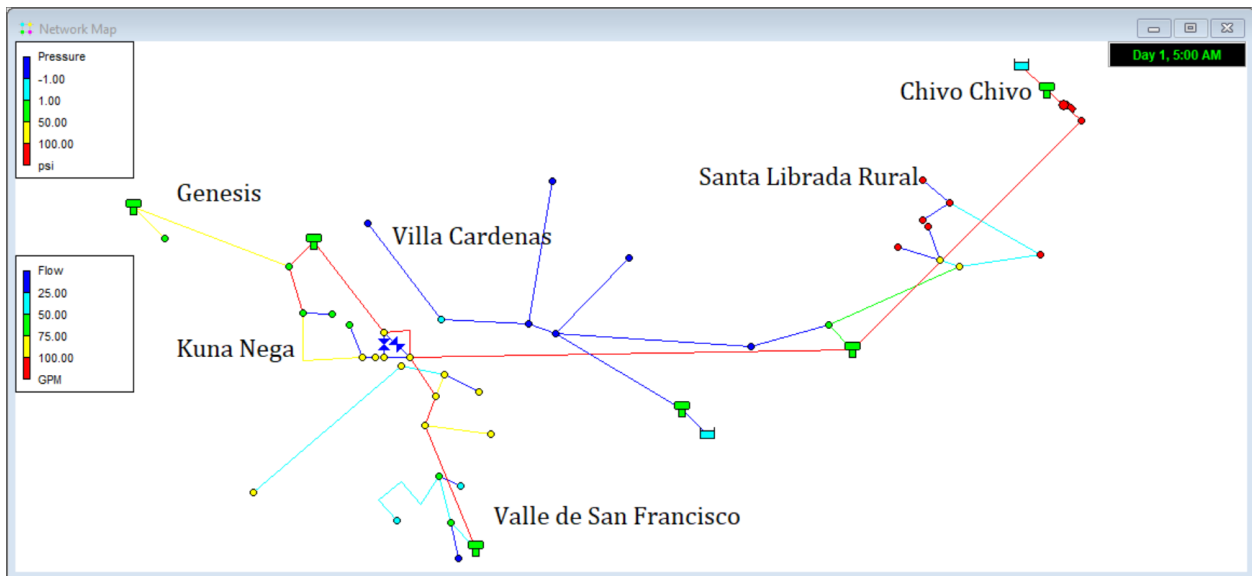 Network Map
Day 1, 5:00 AM
Pressure
-1.00
1.00
50.00
100.00
psi
Chivo Chivo
Santa Librada Rural
Genesis
Villa Cardenas
Flow
25.00
50.00
75.00
100.00
GPM
Kuna Nega
Valle de San Francisco